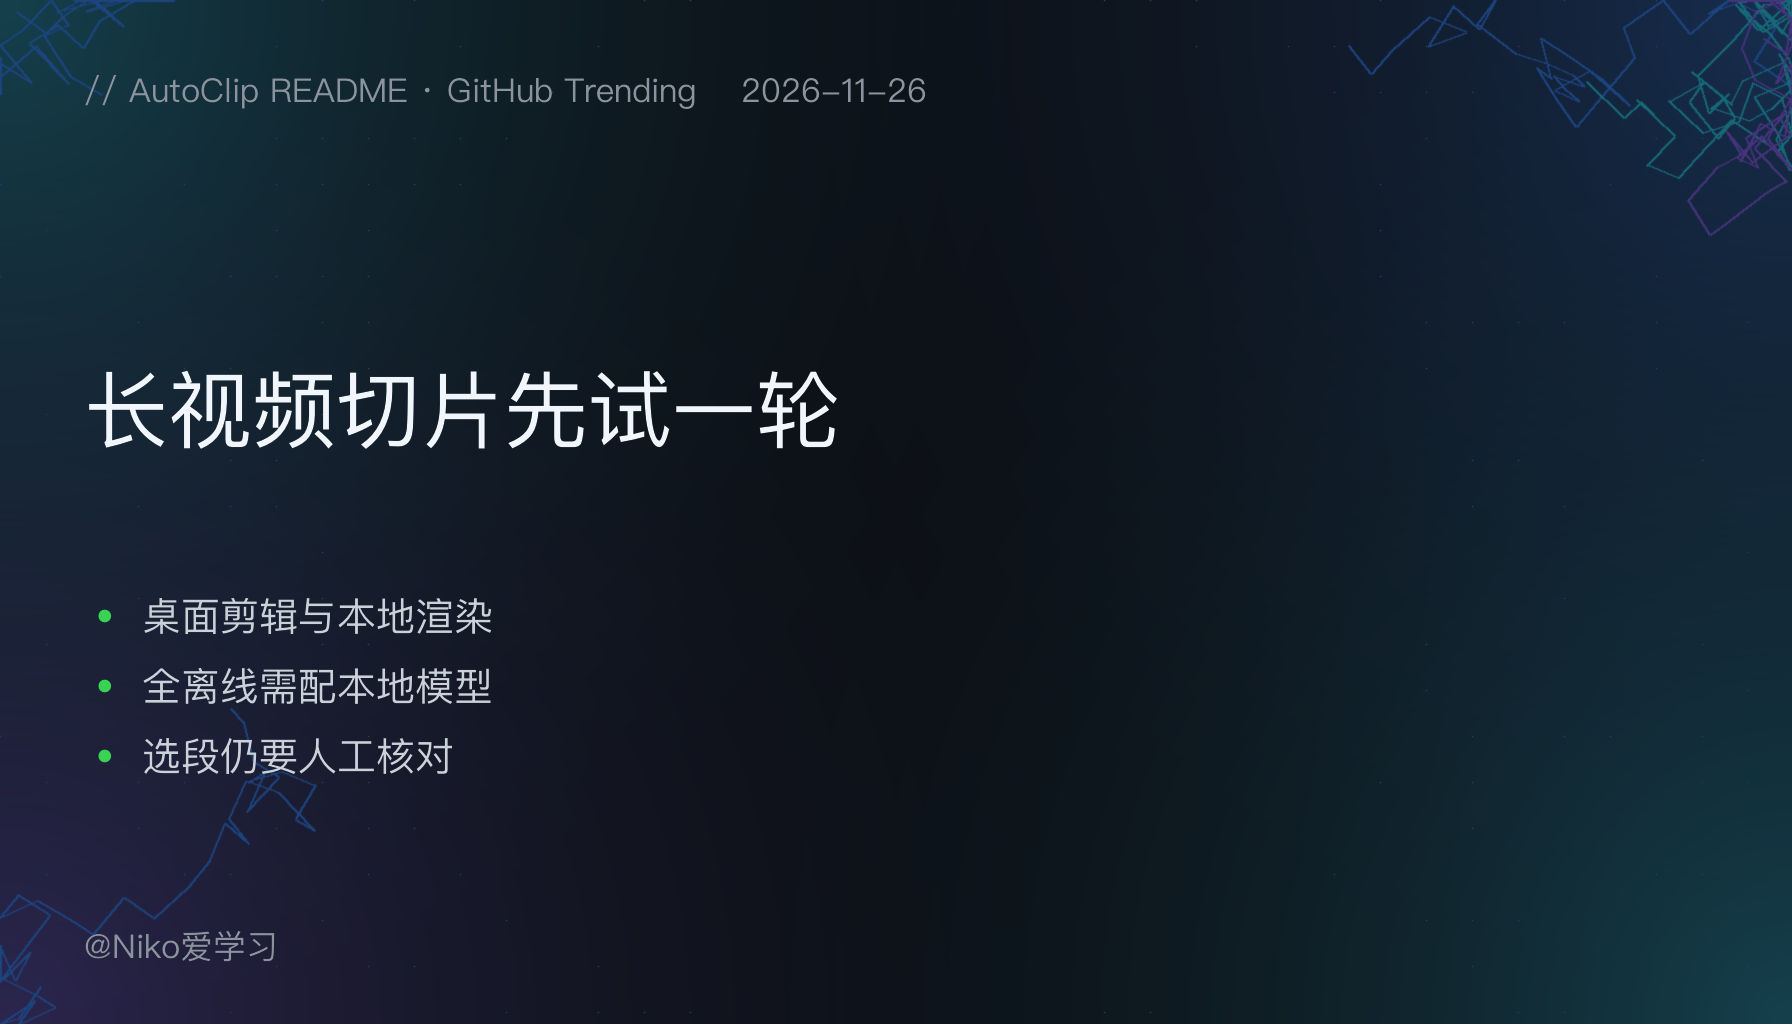 // AutoClip README · GitHub Trending 2026–11–26
长视频切片先试一轮
• 桌面剪辑与本地渲染
• 全离线需配本地模型
• 选段仍要人工核对
@Niko爱学习